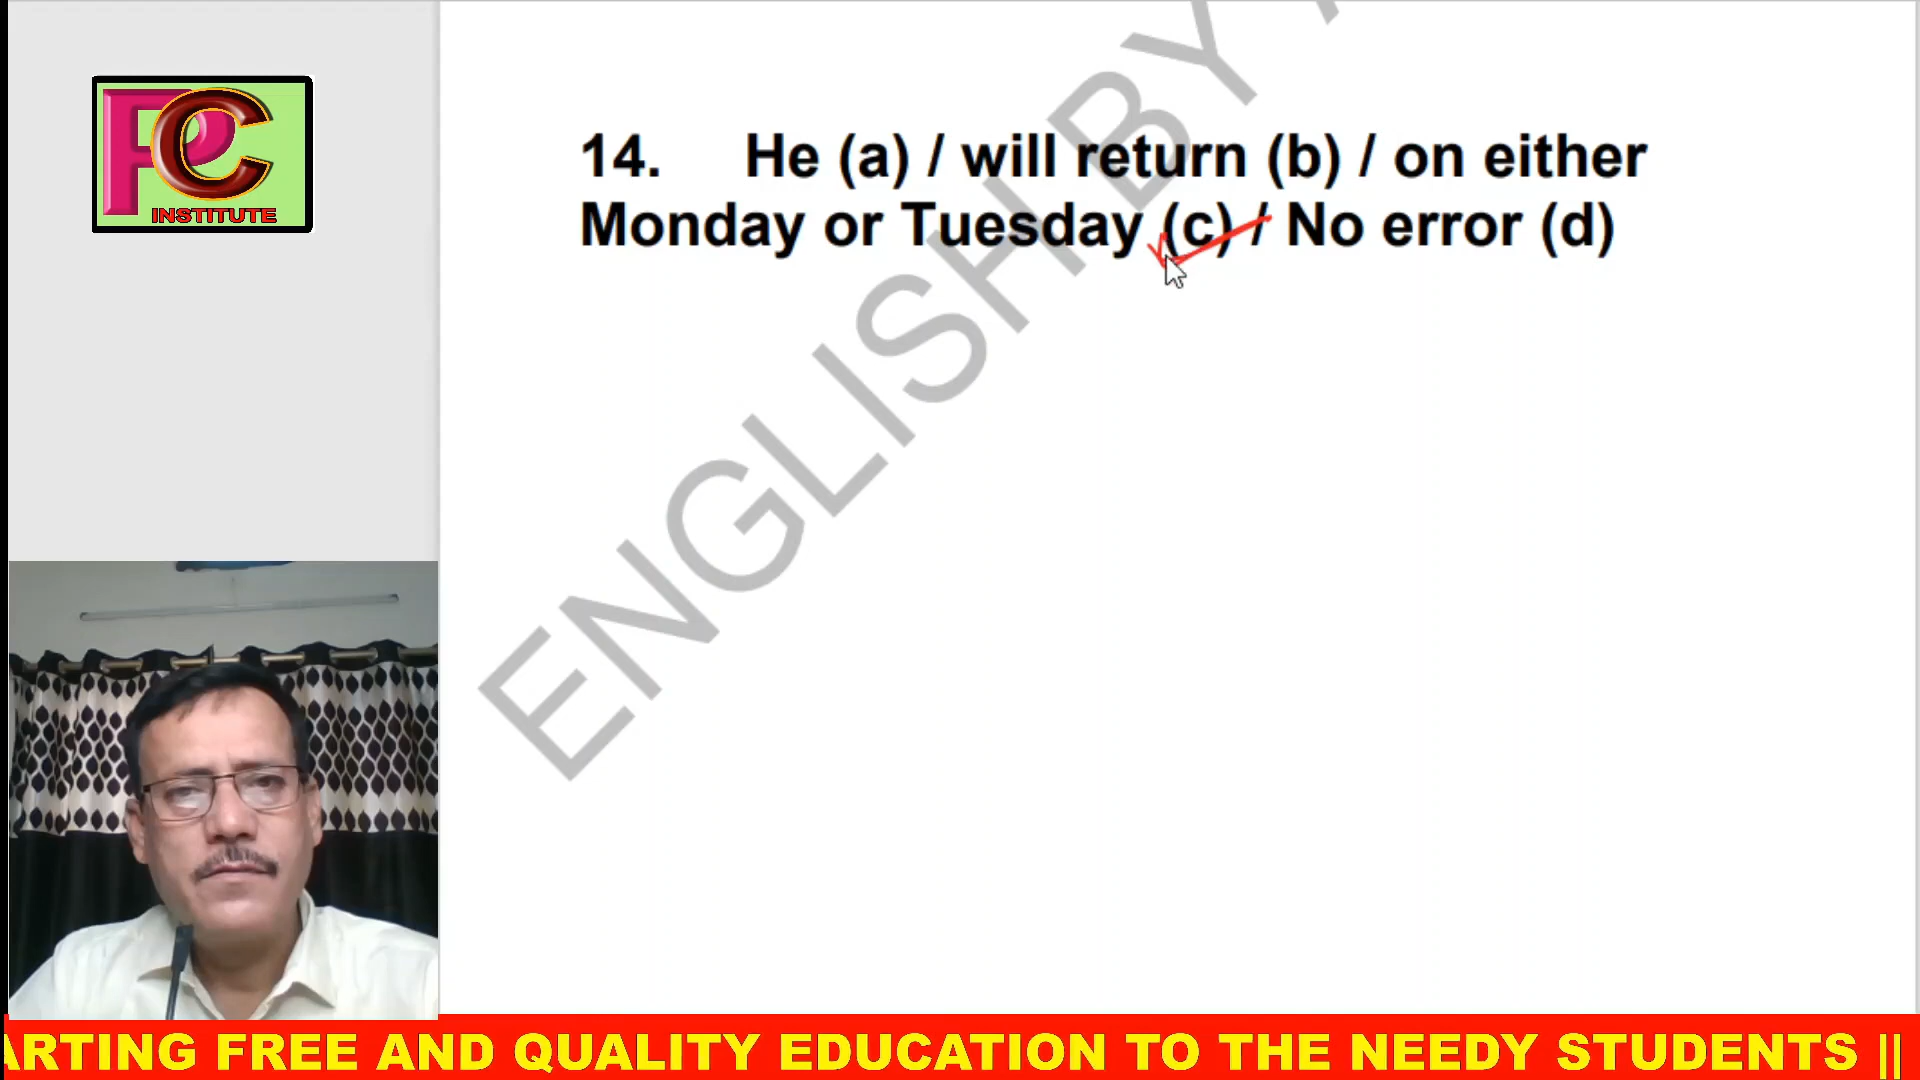 PC
INSTITUTE
14. He (a) / will return (b) / on either
Monday or Tuesday (c) / No error (d)
ENGLISH BY
ARTING FREE AND QUALITY EDUCATION TO THE NEEDY STUDENTS ||